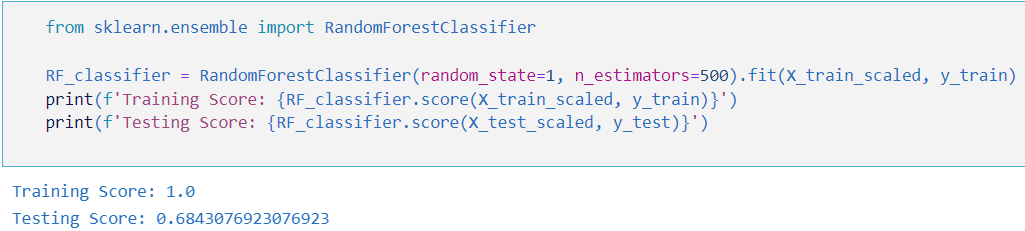 from sklearn.ensemble import RandomForestClassifier
RF_classifier = RandomForestClassifier(random_state=1, n_estimators=500).fit(X_train_scaled, y_train)
print(f'Training Score: {RF_classifier.score(X_train_scaled, y_train)}')
print(f'Testing Score: {RF_classifier.score(X_test_scaled, y_test)}')
Training Score: 1.0
Testing Score: 0.6843076923076923